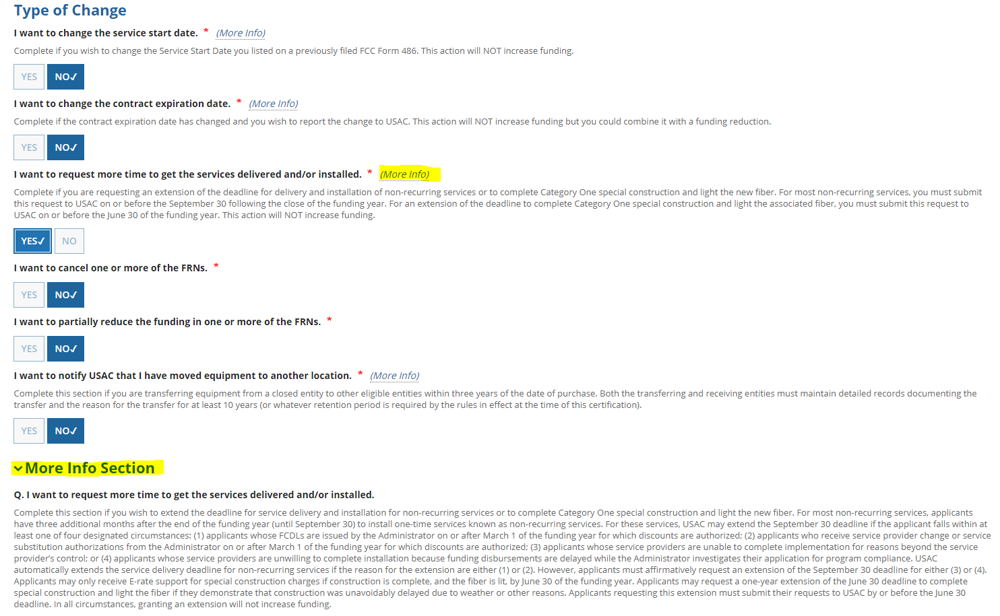 Type of Change
I want to change the service start date. * (More Info)
Complete if you wish to change the Service Start Date you listed on a previously filed FCC Form 486. This action will NOT increase funding.
YES NO✓
I want to change the contract expiration date. * (More Info)
Complete if the contract expiration date has changed and you wish to report the change to USAC. This action will NOT increase funding but you could combine it with a funding reduction.
YES NO✓
I want to request more time to get the services delivered and/or installed. * (More Info)
Complete if you are requesting an extension of the deadline for delivery and installation of non-recurring services or to complete Category One special construction and light the new fiber. For most non-recurring services, you must submit
this request to USAC on or before the September 30 following the close of the funding year. For an extension of the deadline to complete Category One special construction and light the associated fiber, you must submit this request to
USAC on or before the June 30 of the funding year. This action will NOT increase funding.
YES✓ NO
I want to cancel one or more of the FRNs. *
YES NO✓
I want to partially reduce the funding in one or more of the FRNs. *
YES NO✓
I want to notify USAC that I have moved equipment to another location. * (More Info)
Complete this section if you are transferring equipment from a closed entity to other eligible entities within three years of the date of purchase. Both the transferring and receiving entities must maintain detailed records documenting the
transfer and the reason for the transfer for at least 10 years (or whatever retention period is required by the rules in effect at the time of this certification).
YES NO✓
More Info Section
Q. I want to request more time to get the services delivered and/or installed.
Complete this section if you wish to extend the deadline for service delivery and installation for non-recurring services or to complete Category One special construction and light the new fiber. For most non-recurring services, applicants
have three additional months after the end of the funding year (until September 30) to install one-time services known as non-recurring services. For these services, USAC may extend the September 30 deadline if the applicant falls within at
least one of four designated circumstances: (1) applicants whose FCDLs are issued by the Administrator on or after March 1 of the funding year for which discounts are authorized; (2) applicants who receive service provider change or service
substitution authorizations from the Administrator on or after March 1 of the funding year for which discounts are authorized; (3) applicants whose service providers are unable to complete implementation for reasons beyond the service
provider's control; or (4) applicants whose service providers are unwilling to complete installation because funding disbursements are delayed while the Administrator investigates their application for program compliance. USAC
automatically extends the service delivery deadline for non-recurring services if the reason for the extension are either (1) or (2). However, applicants must affirmatively request an extension of the September 30 deadline for either (3) or (4).
Applicants may only receive E-rate support for special construction charges if construction is complete, and the fiber is lit, by June 30 of the funding year. Applicants may request a one-year extension of the June 30 deadline to complete
special construction and light the fiber if they demonstrate that construction was unavoidably delayed due to weather or other reasons. Applicants requesting this extension must submit their requests to USAC by or before the June 30
deadline. In all circumstances, granting an extension will not increase funding.